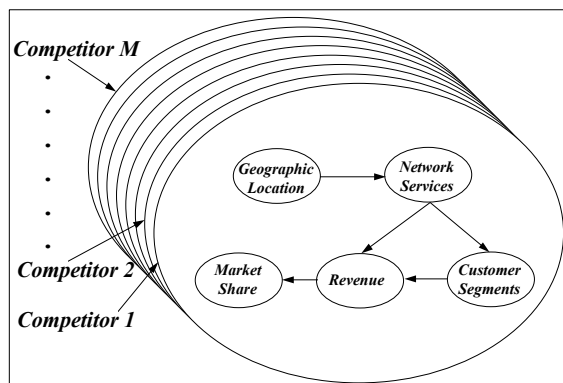 Competitor M
Geographic
Location
Network
Services
Competitor 2
Market
Share
Revenue
Customer
Segments
Competitor 1